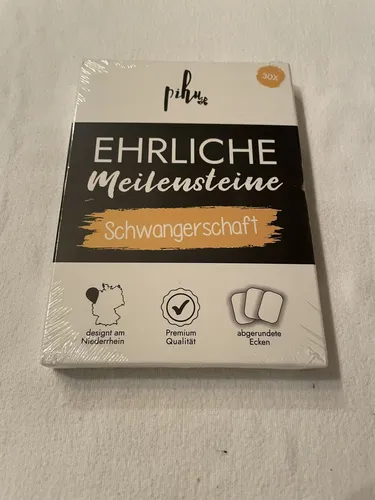 pihu
30X
EHRLICHE
Meilensteine
Schwangerschaft
designt am
Niederrhein
Premium
Qualität
abgerundete
Ecken